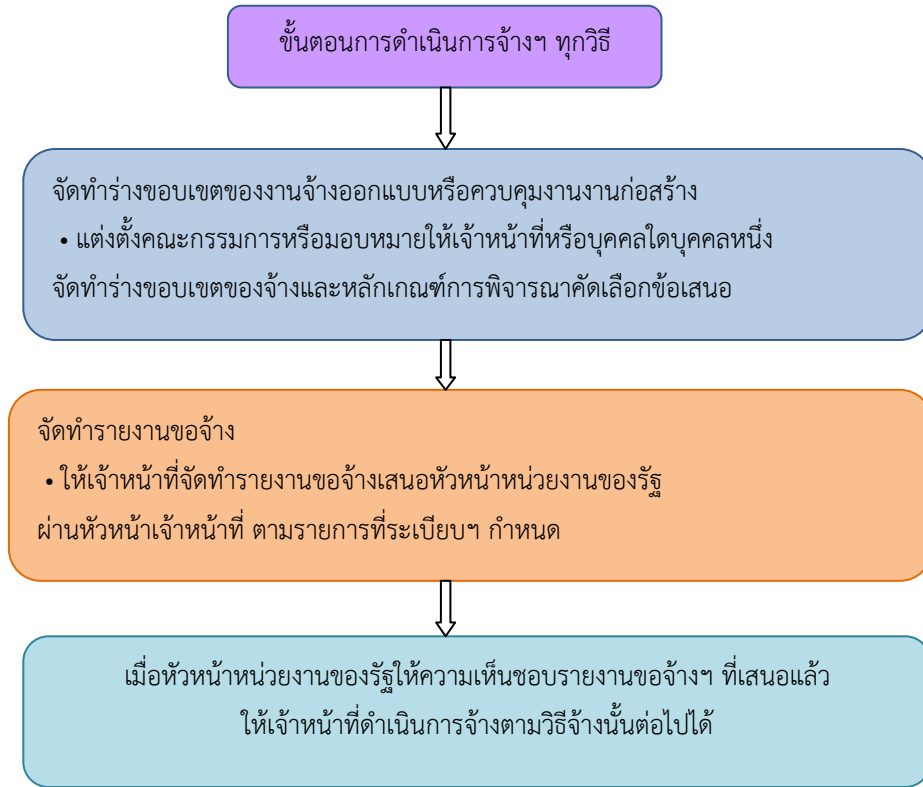 ขั้นตอนการดำเนินการจ้างฯ ทุกวิธี
จัดทำร่างขอบเขตของงานจ้างออกแบบหรือควบคุมงานงานก่อสร้าง
• แต่งตั้งคณะกรรมการหรือมอบหมายให้เจ้าหน้าที่หรือบุคคลใดบุคคลหนึ่ง
จัดทำร่างขอบเขตของจ้างและหลักเกณฑ์การพิจารณาคัดเลือกข้อเสนอ
จัดทำรายงานขอจ้าง
• ให้เจ้าหน้าที่จัดทำรายงานขอจ้างเสนอหัวหน้าหน่วยงานของรัฐ
ผ่านหัวหน้าเจ้าหน้าที่ ตามรายการที่ระเบียบฯ กำหนด
เมื่อหัวหน้าหน่วยงานของรัฐให้ความเห็นชอบรายงานขอจ้างฯ ที่เสนอแล้ว
ให้เจ้าหน้าที่ดำเนินการจ้างตามวิธีจ้างนั้นต่อไปได้